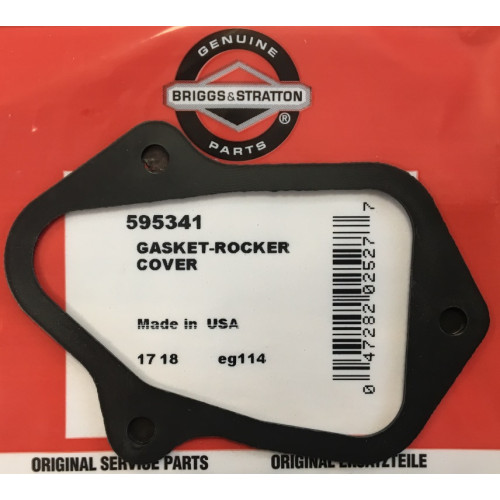 GENUINE
BRIGGS&STRATTON
®
PARTS
595341
GASKET-ROCKER
COVER
Made in USA
17 18 eg114
0 47282 02527 7
ORIGINAL SERVICE PARTS
ORIGINAL ERSATZTEILE